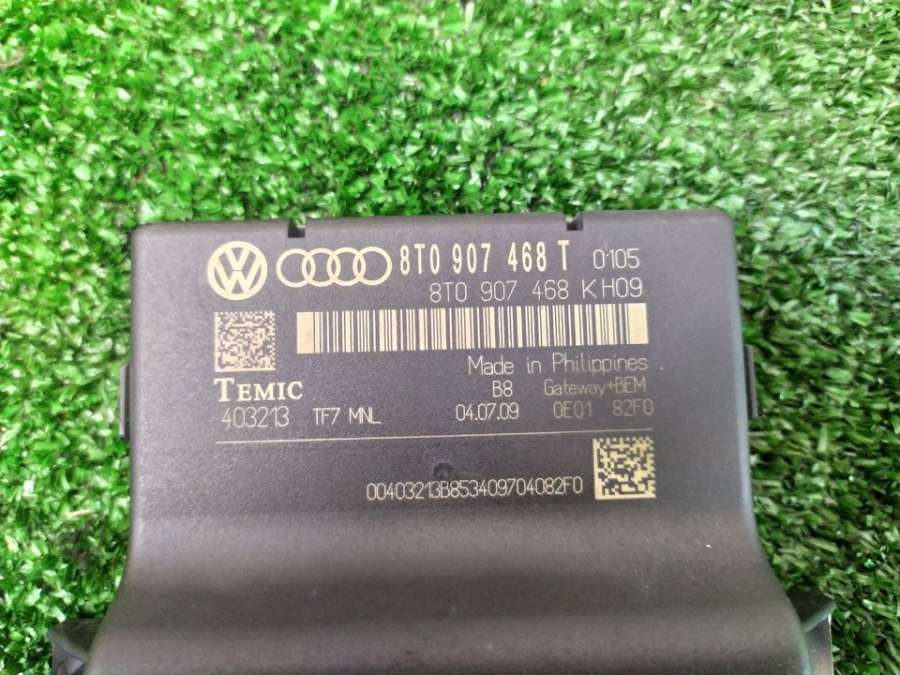 8T0 907 468 T 0105
8T0 907 468 K H09
Made in Philippines
TEMIC B8 Gateway+BEM
403213 TF7 MNL 04.07.09 0E01 82F0
00403213B853409704082F0